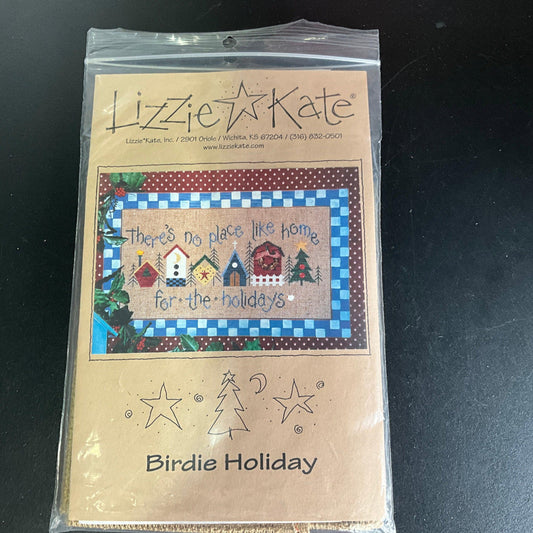 Lizzie Kate®
Lizzie*Kate, Inc. / 2901 Oriole / Wichita, KS 67204 / (316) 832-0501
www.lizziekate.com
there's no place like home
for • the • holidays
Birdie Holiday